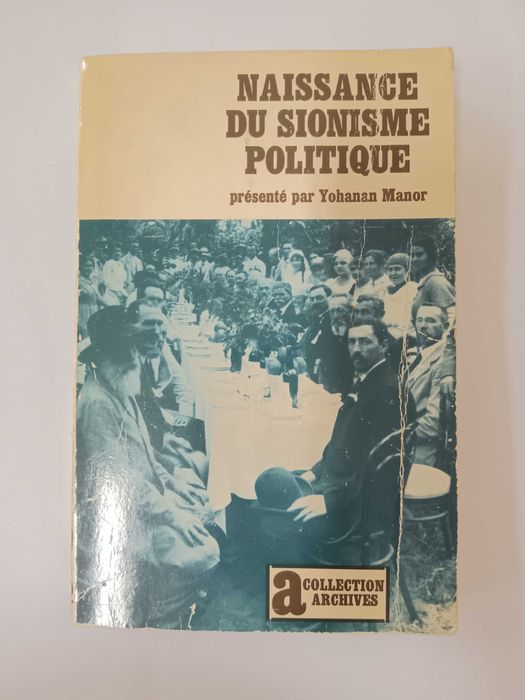 NAISSANCE
DU SIONISME
POLITIQUE
présenté par Yohanan Manor
a COLLECTION
ARCHIVES